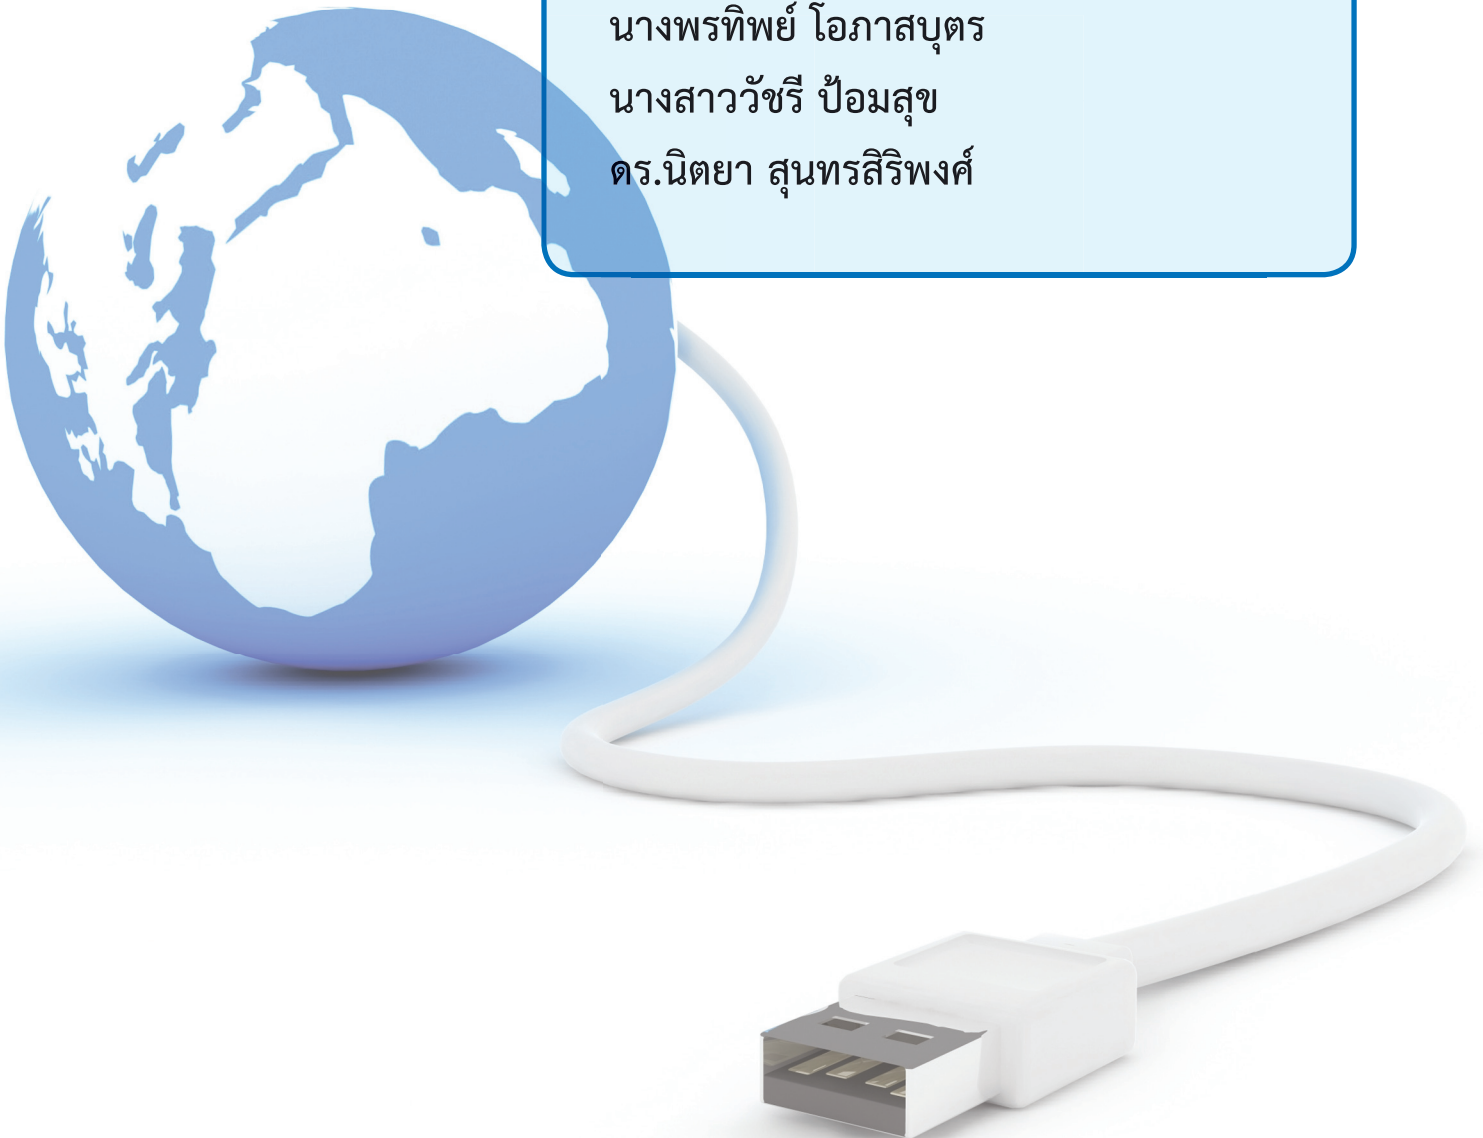 นางพรทิพย์ โอภาสบุตร
นางสาววัชรี ป้อมสุข
ดร.นิตยา สุนทรสิริพงศ์